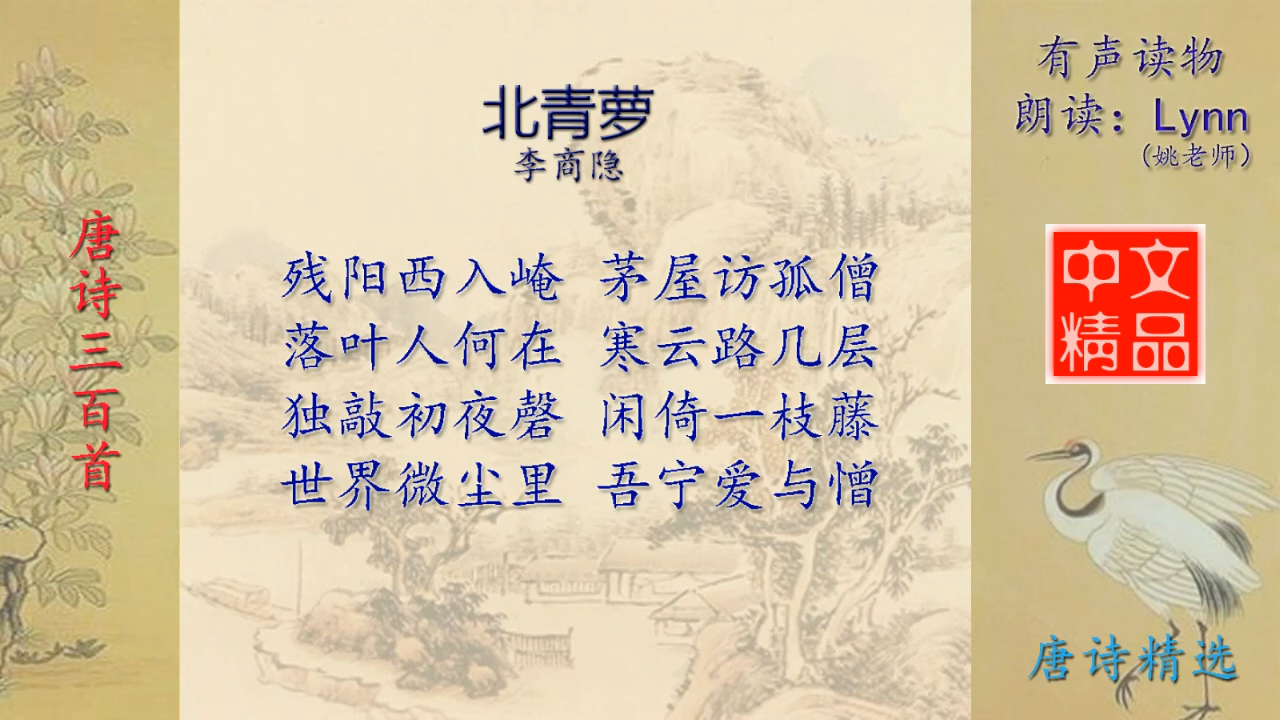 北青萝
李商隐
残阳西入崦 茅屋访孤僧
落叶人何在 寒云路几层
独敲初夜磬 闲倚一枝藤
世界微尘里 吾宁爱与憎
唐诗三百首
有声读物
朗读：Lynn
（姚老师）
中文
精品
唐诗精选